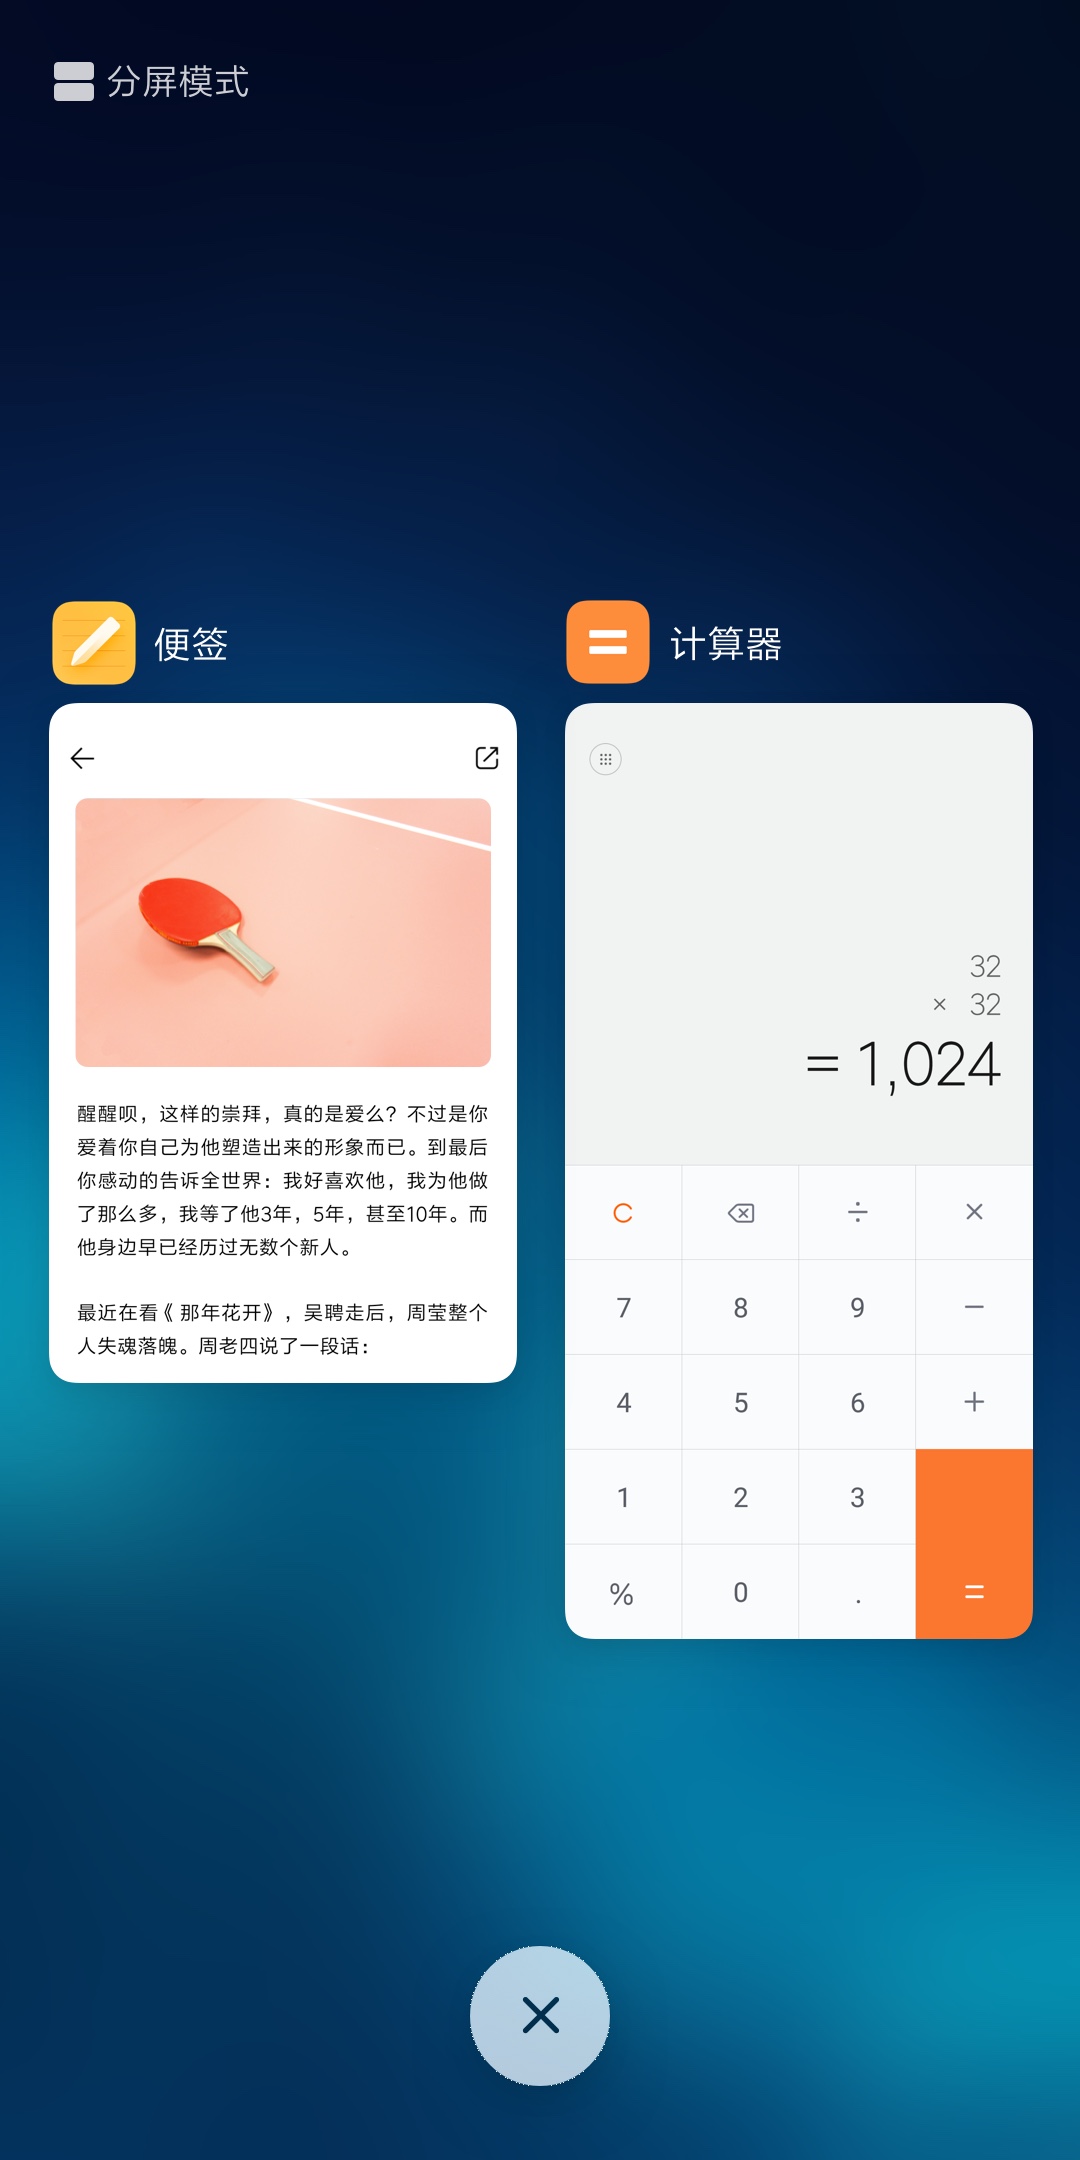 分屏模式
便签
醒醒呗，这样的崇拜，真的是爱么？不过是你
爱着你自己为他塑造出来的形象而已。到最后
你感动的告诉全世界：我好喜欢他，我为他做
了那么多，我等了他3年，5年，甚至10年。而
他身边早已经历过无数个新人。
最近在看《那年花开》，吴聘走后，周莹整个
人失魂落魄。周老四说了一段话：
计算器
32
× 32
= 1,024
C ÷ ×
7 8 9 −
4 5 6 +
1 2 3
% 0 . =